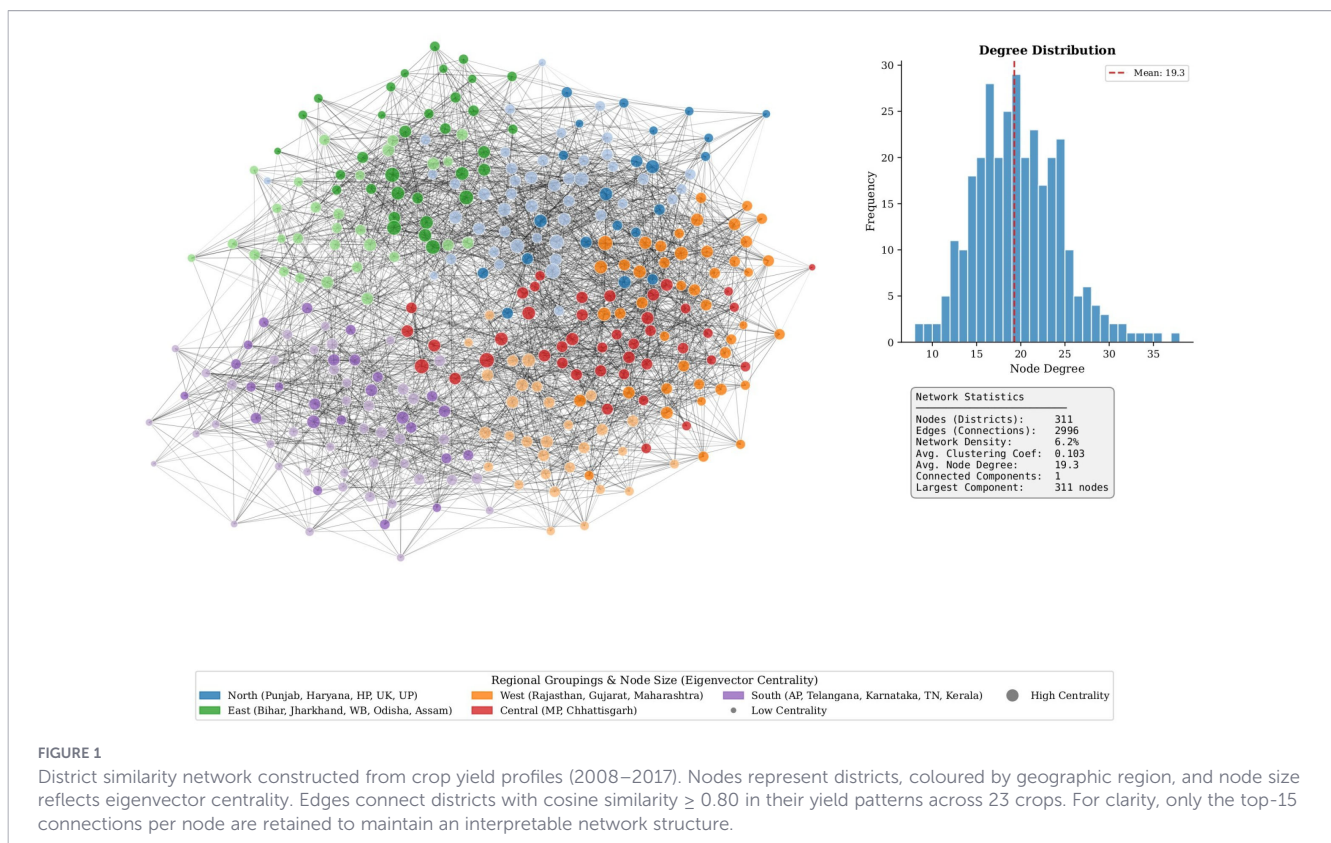 Degree Distribution
Mean: 19.3
30
25
20
15
10
5
0
Frequency
10 15 20 25 30 35
Node Degree
Network Statistics
Nodes (Districts): 311
Edges (Connections): 2996
Network Density: 6.2%
Avg. Clustering Coef: 0.103
Avg. Node Degree: 19.3
Connected Components: 1
Largest Component: 311 nodes
Regional Groupings & Node Size (Eigenvector Centrality)
North (Punjab, Haryana, HP, UK, UP) West (Rajasthan, Gujarat, Maharashtra) South (AP, Telangana, Karnataka, TN, Kerala) High Centrality
East (Bihar, Jharkhand, WB, Odisha, Assam) Central (MP, Chhattisgarh) Low Centrality
FIGURE 1
District similarity network constructed from crop yield profiles (2008–2017). Nodes represent districts, coloured by geographic region, and node size
reflects eigenvector centrality. Edges connect districts with cosine similarity ≥ 0.80 in their yield patterns across 23 crops. For clarity, only the top-15
connections per node are retained to maintain an interpretable network structure.